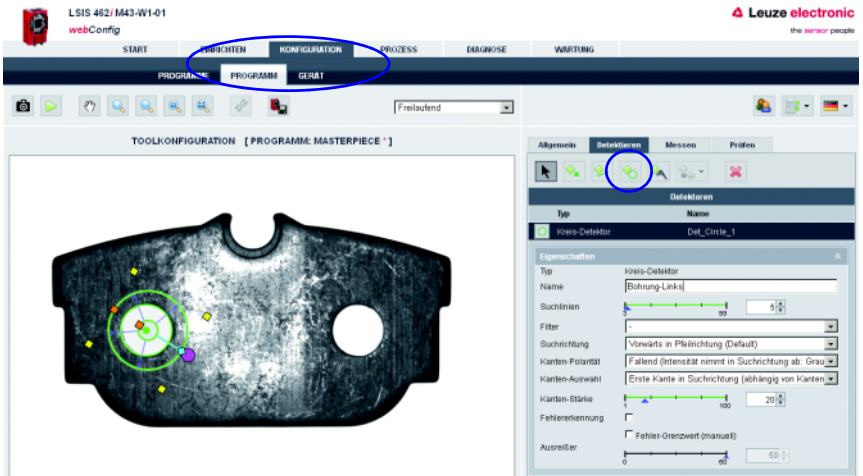 LSIS 462i M43-W1-01
webConfig
Leuze electronic
the sensor people
START EINRICHTEN KONFIGURATION PROZESS DIAGNOSE WARTUNG
PROGRAMME PROGRAMM GERÄT
Freilaufend
TOOLKONFIGURATION [ PROGRAMM: MASTERPIECE * ]
Allgemein Detektieren Messen Prüfen
Detektoren
Typ Name
Kreis-Detektor Det_Circle_1
Eigenschaften
Typ Kreis-Detektor
Name Bohrung-Links
Suchlinien 3 99 5
Filter -
Suchrichtung Vorwärts in Pfeilrichtung (Default)
Kanten-Polarität Fallend (Intensität nimmt in Suchrichtung ab: Grau
Kanten-Auswahl Erste Kante in Suchrichtung (abhängig von Kanten
Kanten-Stärke 1 100 20
Fehlererkennung
Fehler-Grenzwert (manuell)
Ausreißer 0 50 50